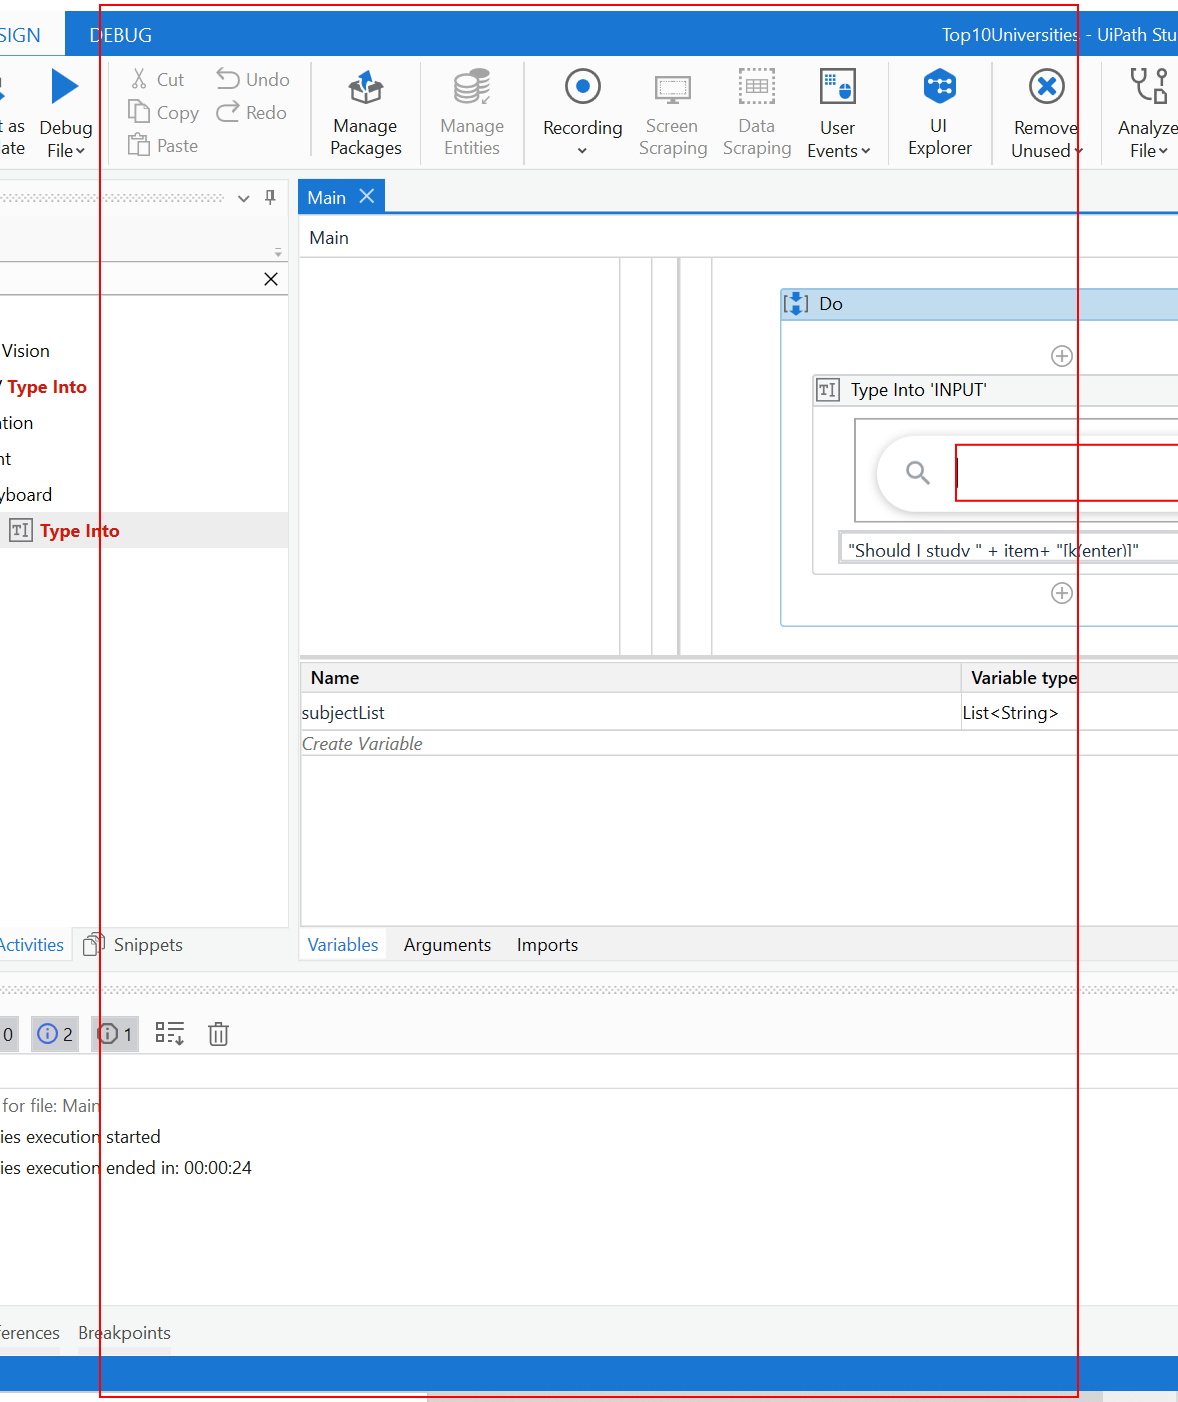 SIGN
DEBUG
Top10Universities - UiPath Stu
t as
ate
Debug
File
Cut
Copy
Paste
Undo
Redo
Manage
Packages
Manage
Entities
Recording
Screen
Scraping
Data
Scraping
User
Events
UI
Explorer
Remove
Unused
Analyze
File
Main
Main
Do
Vision
Type Into
tion
nt
yboard
TI Type Into
TI Type Into 'INPUT'
"Should I study " + item+ "[k(enter)]"
Name
Variable type
subjectList
List<String>
Create Variable
Activities
Snippets
Variables
Arguments
Imports
0
2
1
for file: Main
ies execution started
ies execution ended in: 00:00:24
ferences
Breakpoints